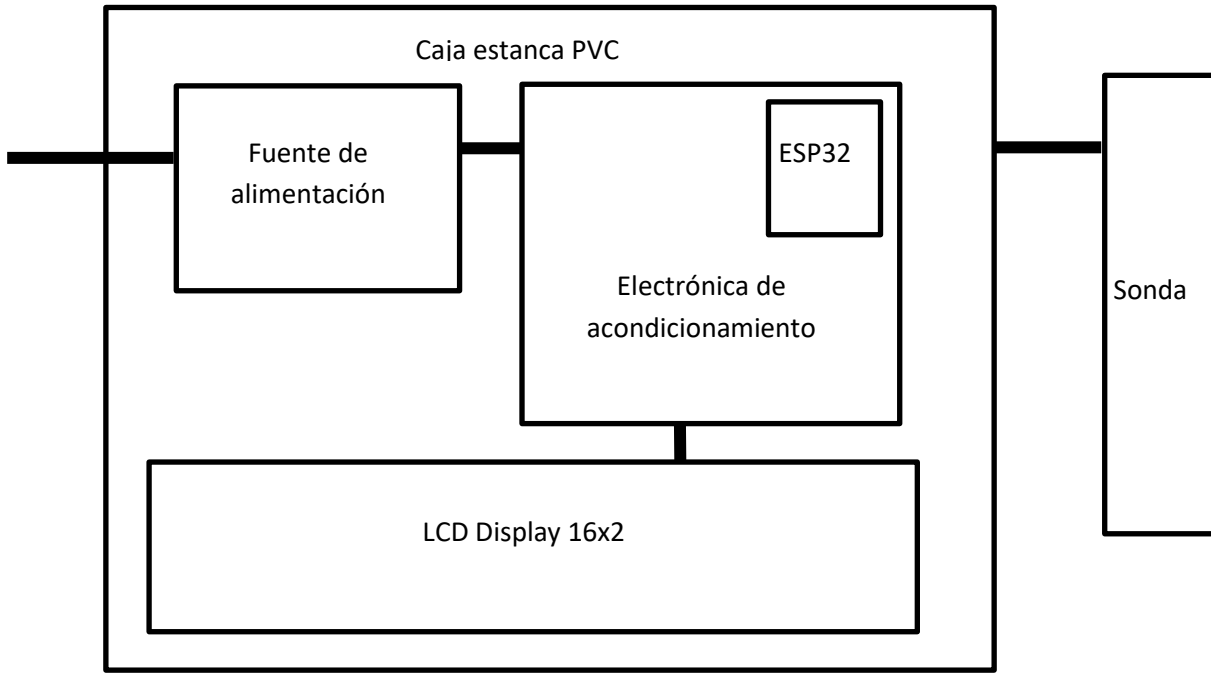 Caja estanca PVC
Fuente de
alimentación
ESP32
Electrónica de
acondicionamiento
Sonda
LCD Display 16x2